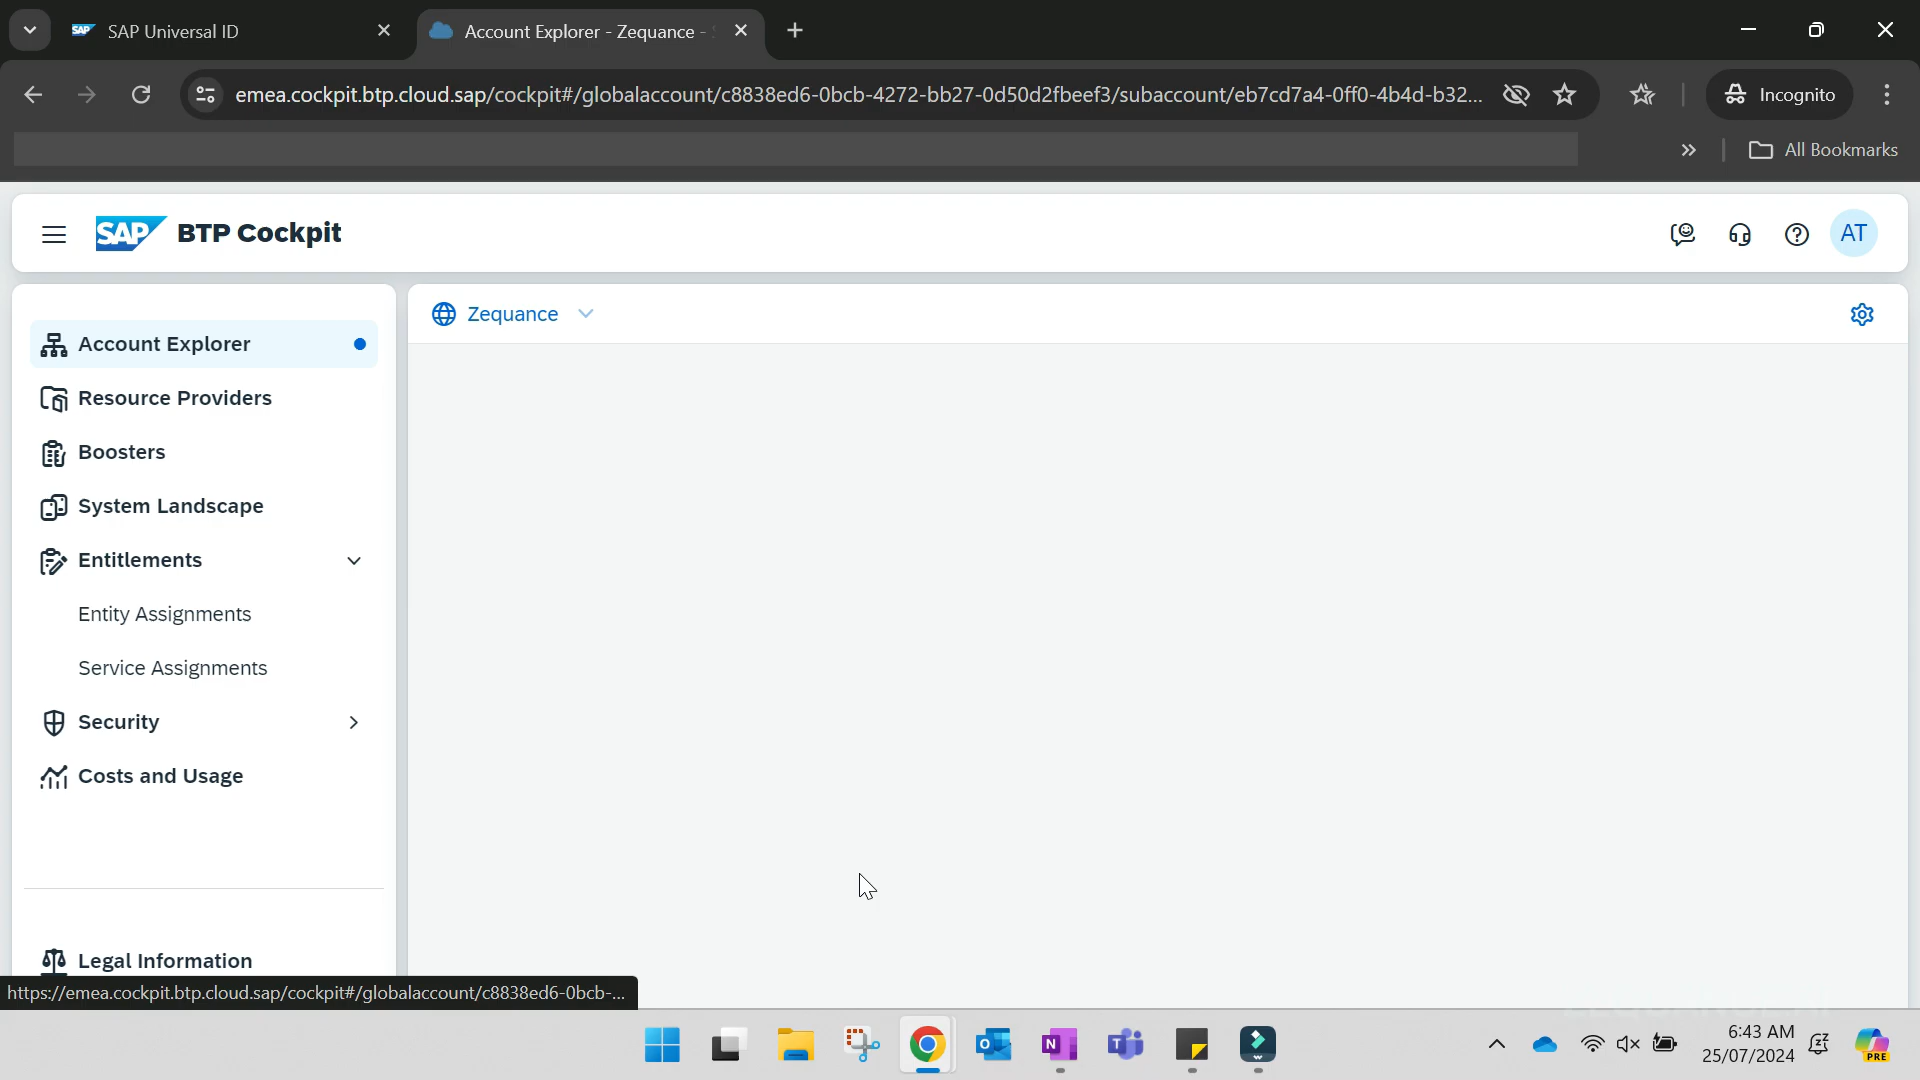 SAP SAP Universal ID
Account Explorer - Zequance -
emea.cockpit.btp.cloud.sap/cockpit#/globalaccount/c8838ed6-0bcb-4272-bb27-0d50d2fbeef3/subaccount/eb7cd7a4-0ff0-4b4d-b32...
Incognito
All Bookmarks
SAP BTP Cockpit
AT
Account Explorer
Resource Providers
Boosters
System Landscape
Entitlements
Entity Assignments
Service Assignments
Security
Costs and Usage
Legal Information
Zequance
https://emea.cockpit.btp.cloud.sap/cockpit#/globalaccount/c8838ed6-0bcb-...
6:43 AM
25/07/2024
PRE